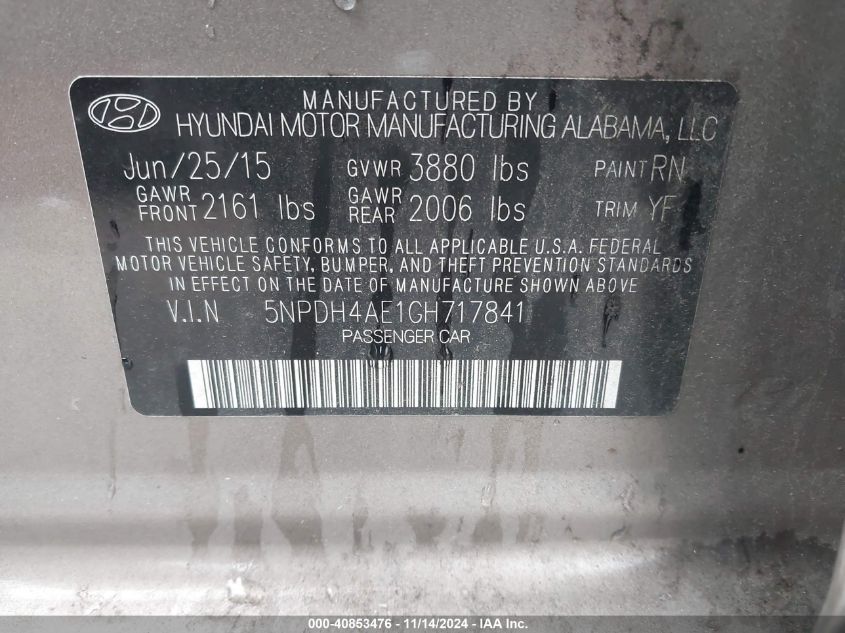 MANUFACTURED BY
HYUNDAI MOTOR MANUFACTURING ALABAMA, LLC
Jun/25/15 GVWR 3880 lbs PAINT RN
GAWR FRONT 2161 lbs GAWR REAR 2006 lbs TRIM YF
THIS VEHICLE CONFORMS TO ALL APPLICABLE U.S.A. FEDERAL
MOTOR VEHICLE SAFETY, BUMPER, AND THEFT PREVENTION STANDARDS
IN EFFECT ON THE DATE OF MANUFACTURE SHOWN ABOVE.
V.I.N 5NPDH4AE1GH717841
PASSENGER CAR
000-40853476 - 11/14/2024 - IAA Inc.